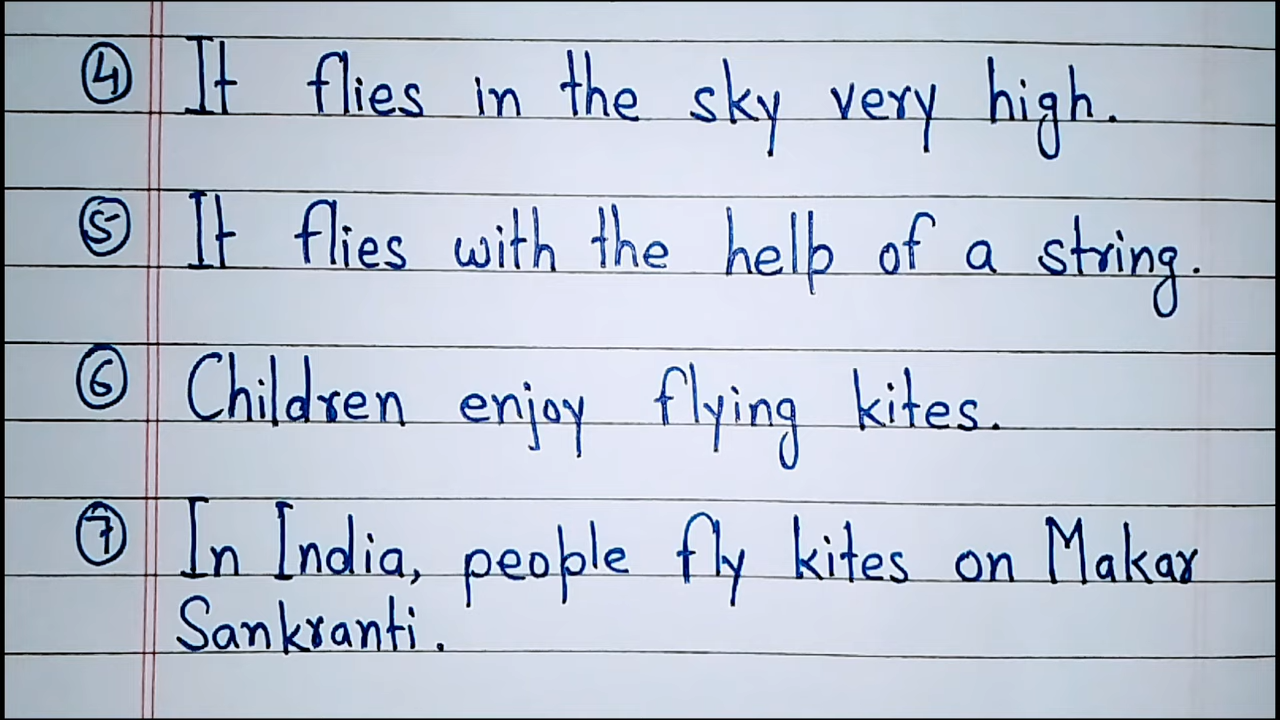 4 It flies in the sky very high.
5 It flies with the help of a string.
6 Children enjoy flying kites.
7 In India, people fly kites on Makar
Sankranti.